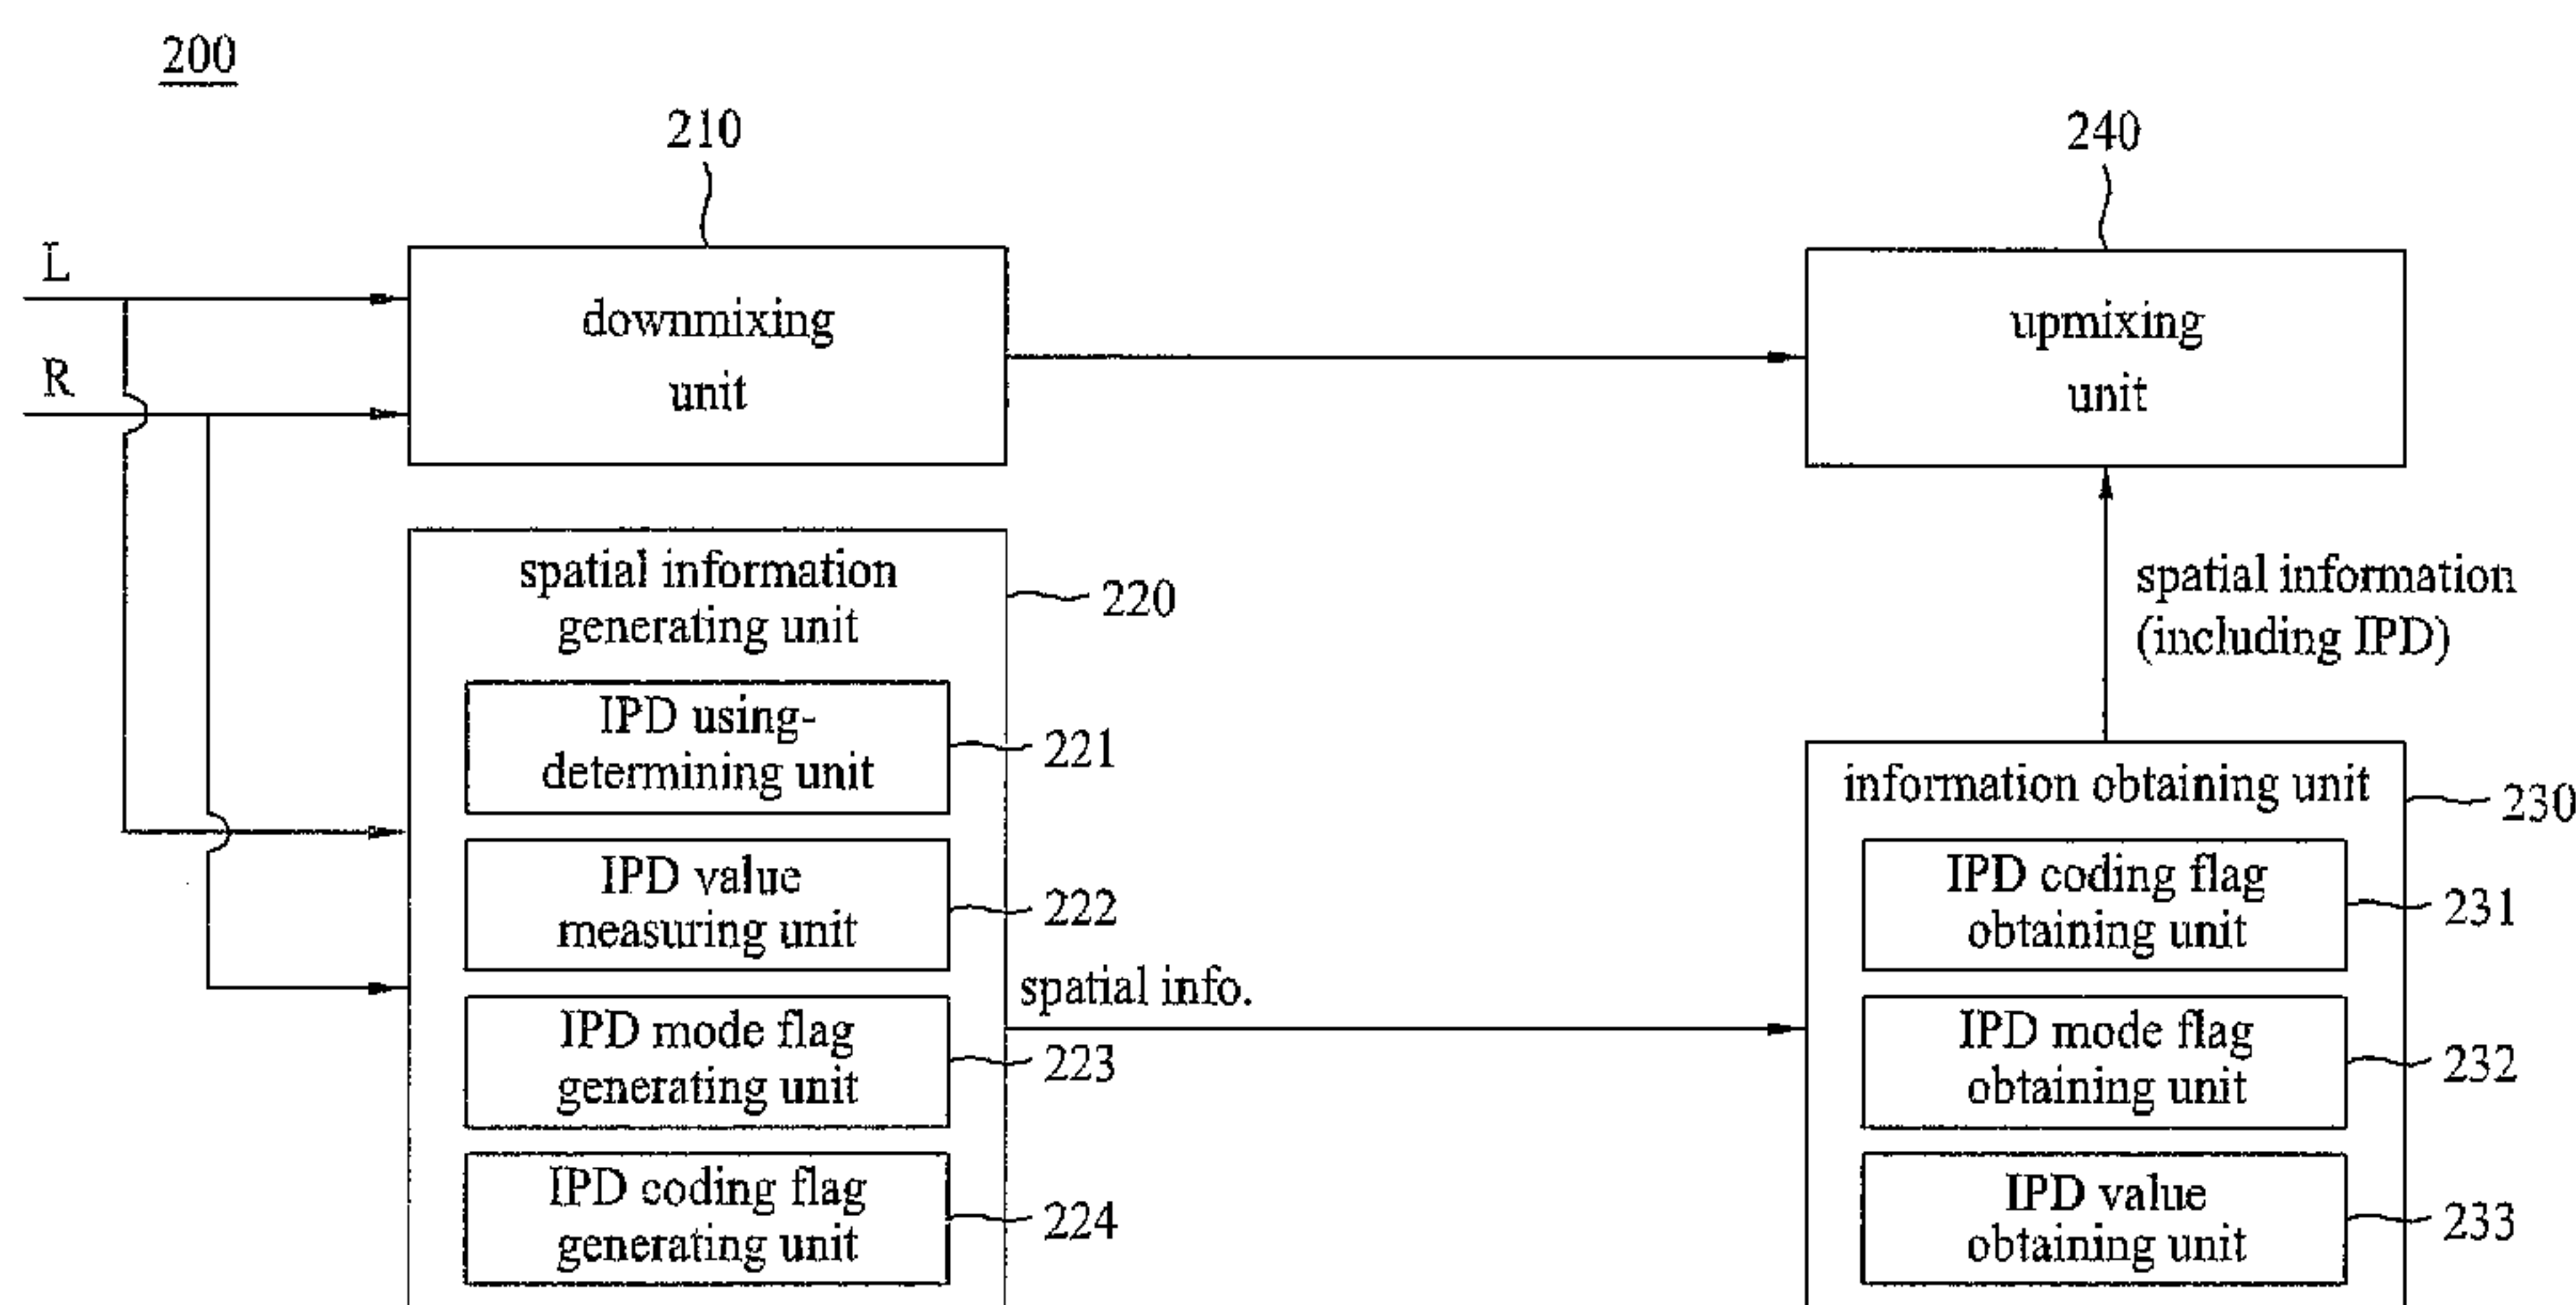 200
210
240
L
R
downmixing
unit
upmixing
unit
spatial information
generating unit
220
spatial information
(including IPD)
IPD using-
determining unit
221
information obtaining unit
230
IPD value
measuring unit
222
IPD coding flag
obtaining unit
231
spatial info.
IPD mode flag
generating unit
223
IPD mode flag
obtaining unit
232
IPD coding flag
generating unit
224
IPD value
obtaining unit
233